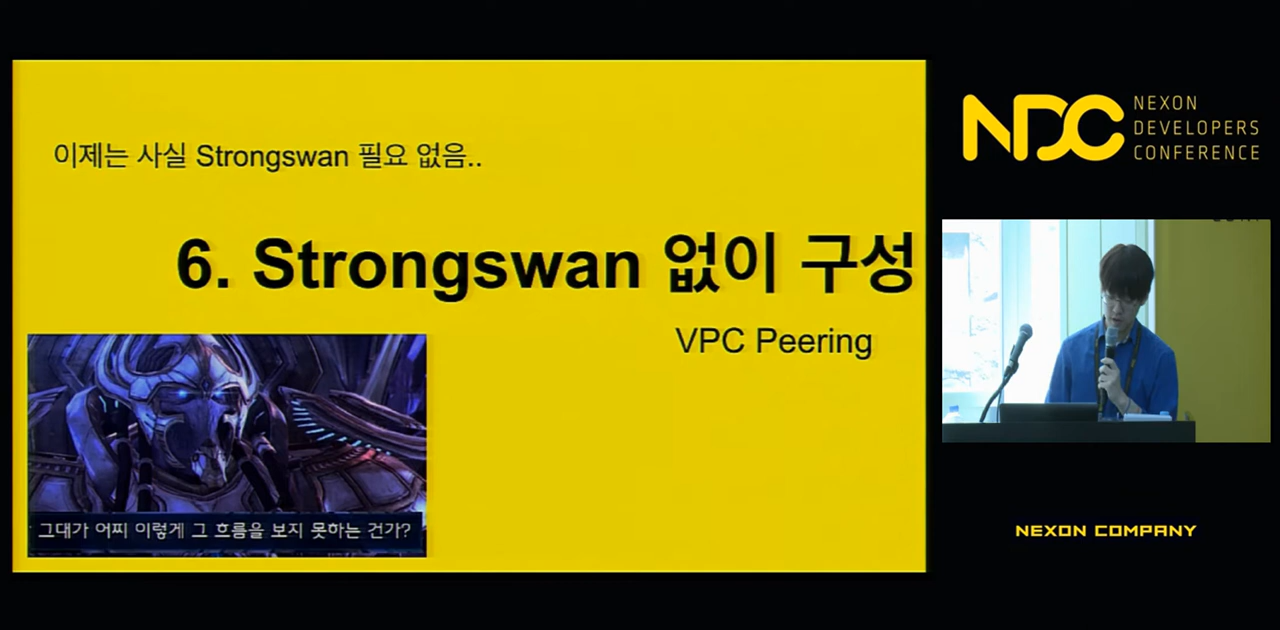 이제는 사실 Strongswan 필요 없음..
6. Strongswan 없이 구성
VPC Peering
그대가 어찌 이렇게 그 흐름을 보지 못하는 건가?
NDC
NEXON
DEVELOPERS
CONFERENCE
NEXON COMPANY